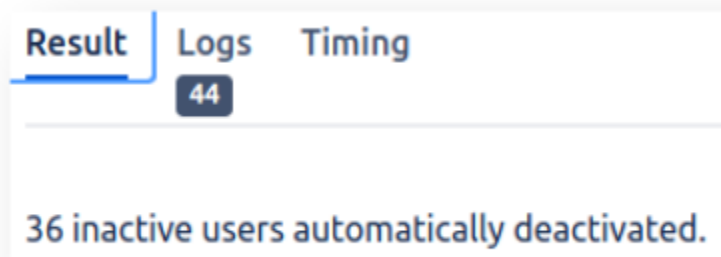 Result Logs Timing
44
36 inactive users automatically deactivated.